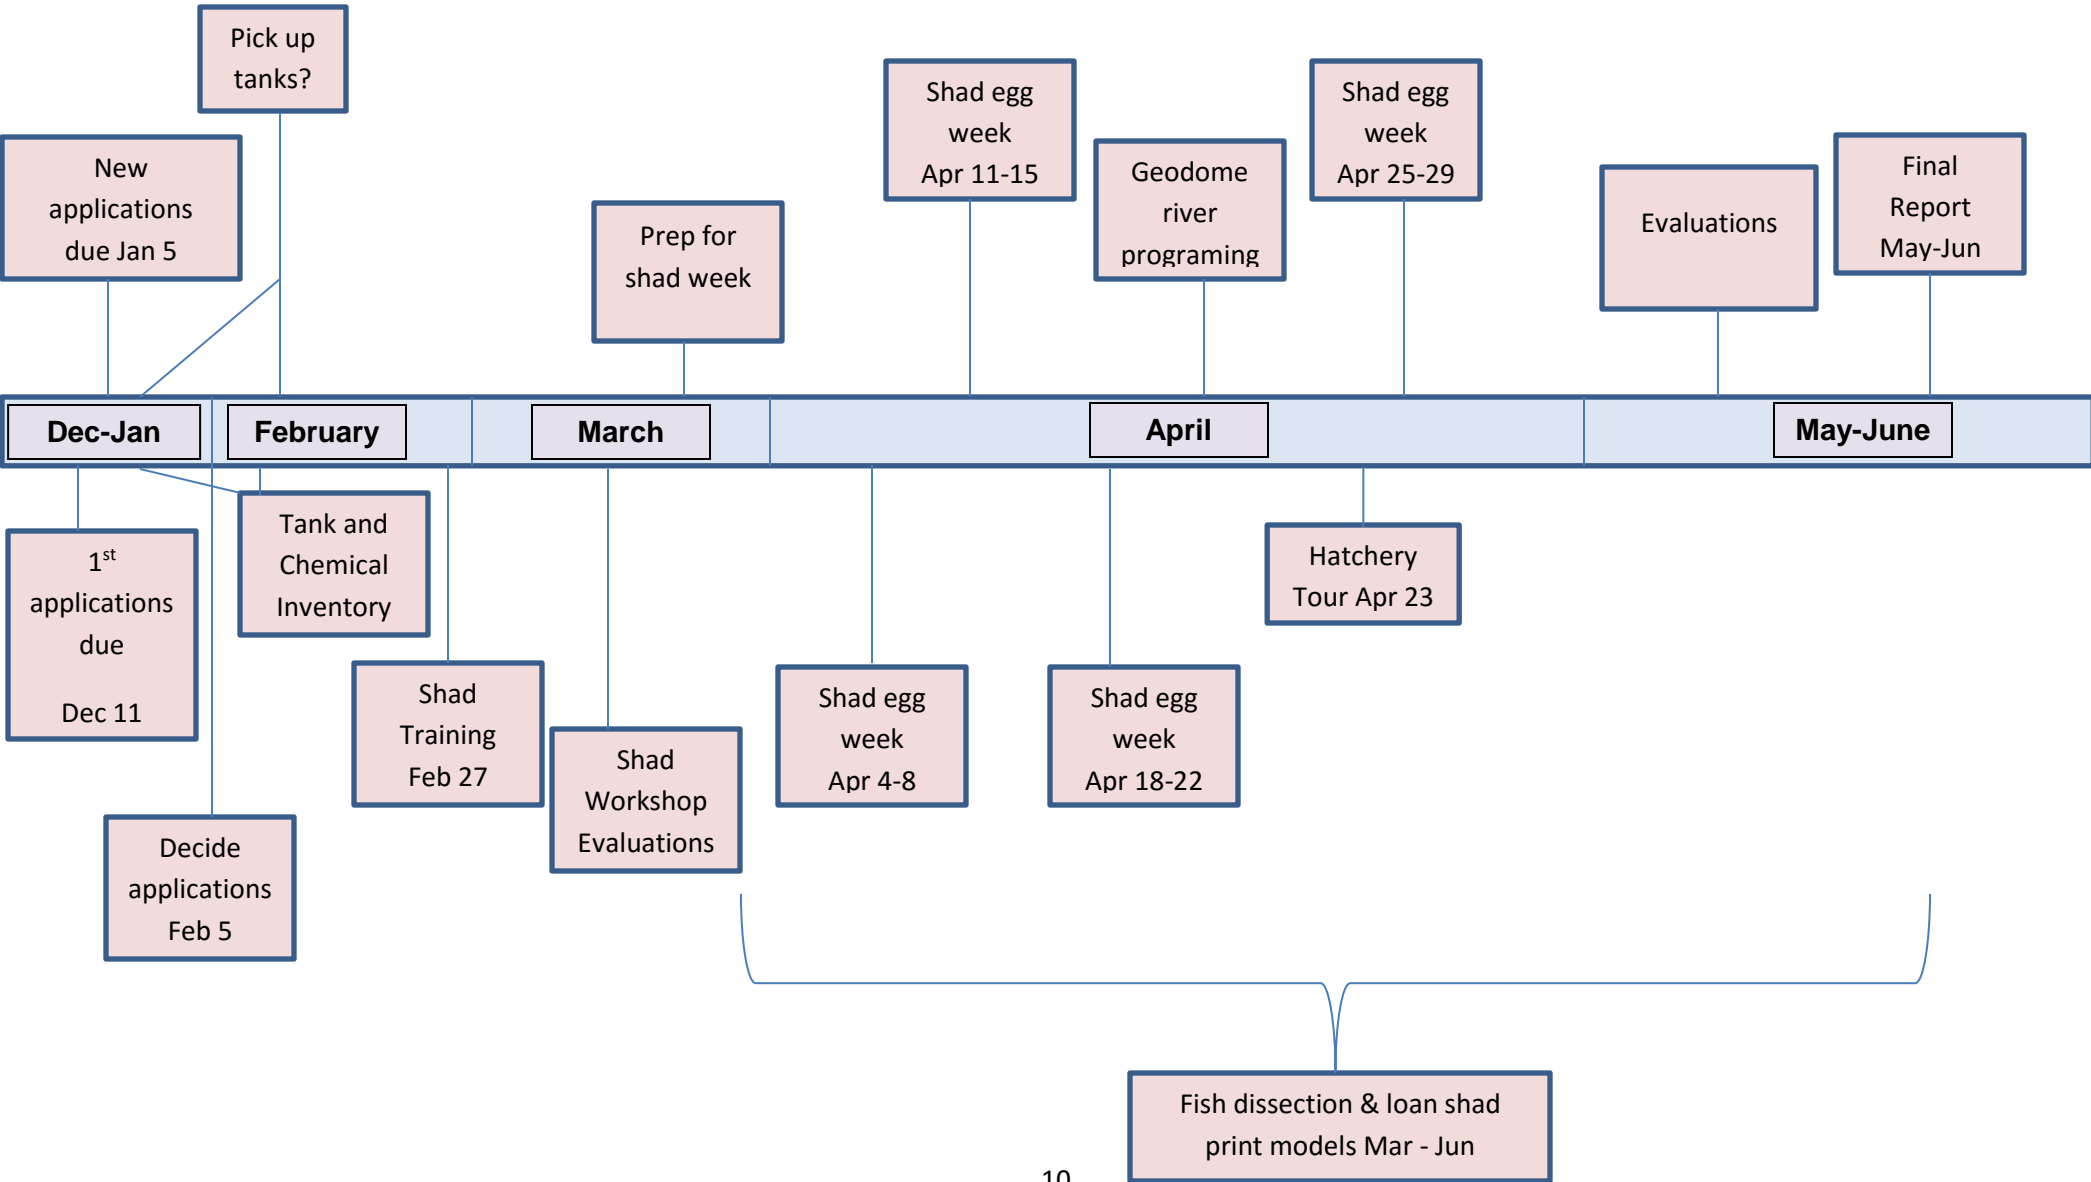 Pick up
tanks?
New
applications
due Jan 5
Prep for
shad week
Shad egg
week
Apr 11-15
Geodome
river
programing
Shad egg
week
Apr 25-29
Evaluations
Final
Report
May-Jun
Dec-Jan
February
March
April
May-June
1st
applications
due
Dec 11
Tank and
Chemical
Inventory
Decide
applications
Feb 5
Shad
Training
Feb 27
Shad
Workshop
Evaluations
Shad egg
week
Apr 4-8
Shad egg
week
Apr 18-22
Hatchery
Tour Apr 23
Fish dissection & loan shad
print models Mar - Jun
10